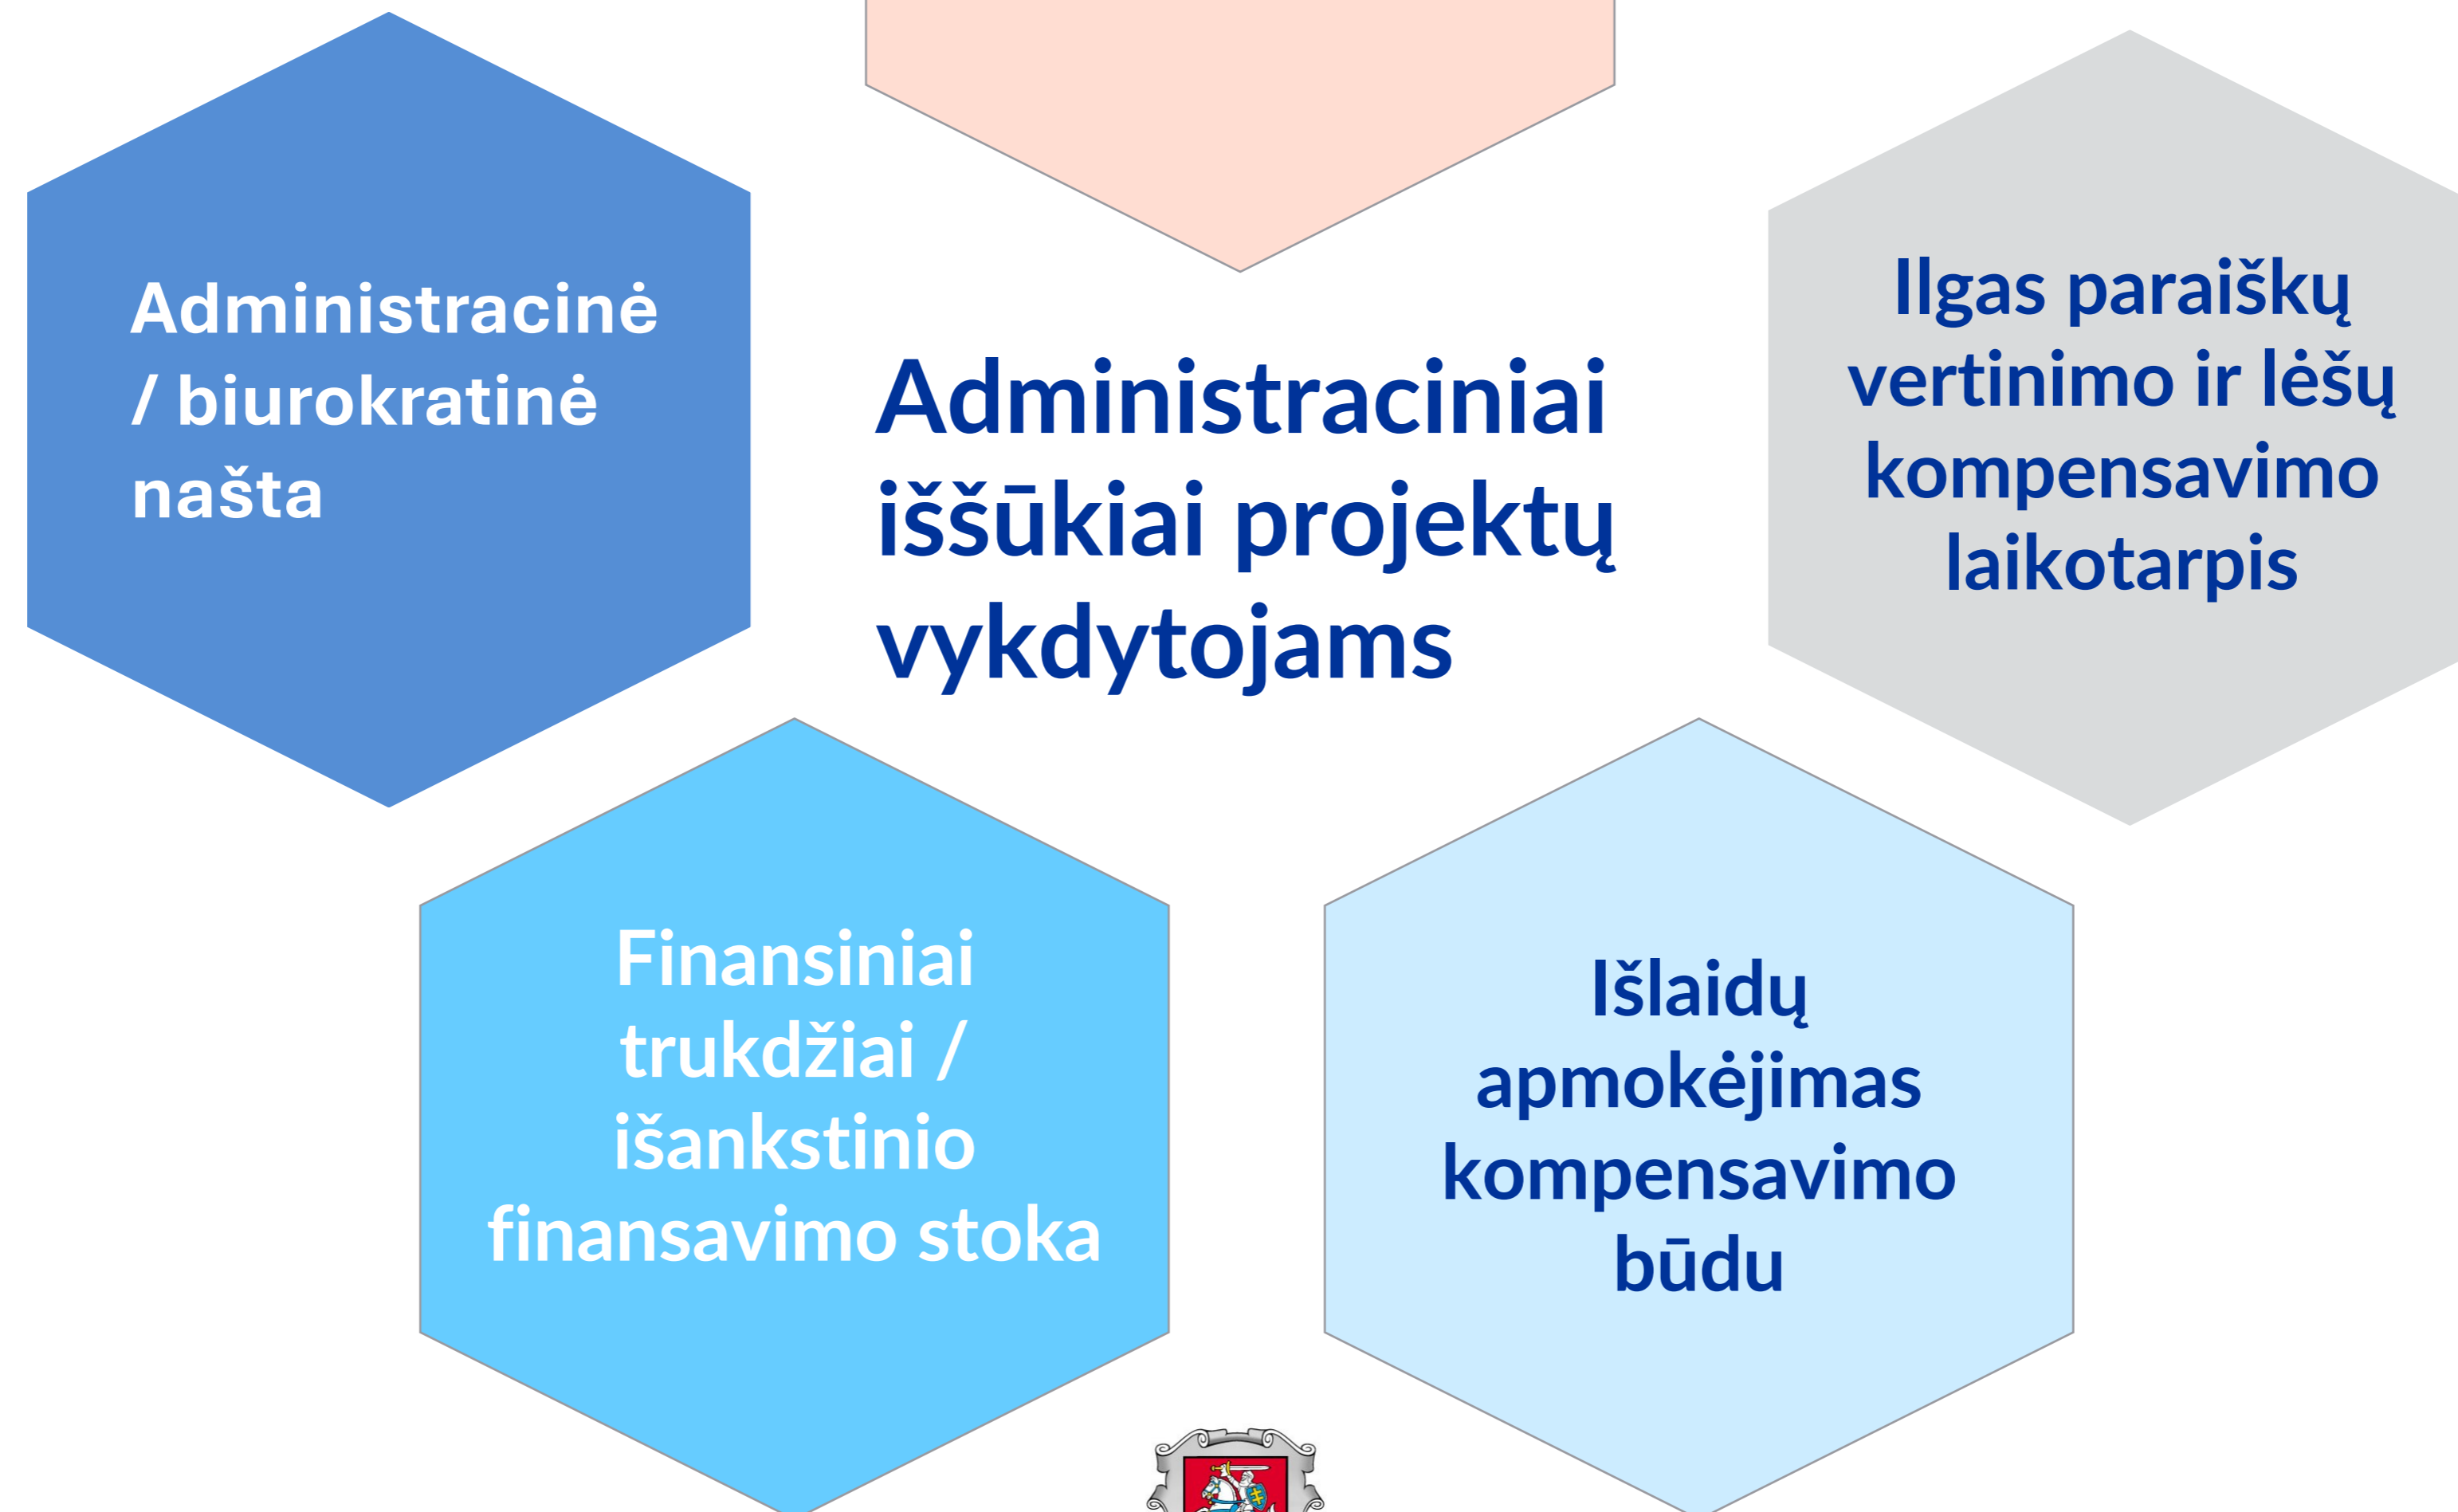 Administracinė
/ biurokratinė
našta
Administraciniai
iššūkiai projektų
vykdytojams
Ilgas paraiškų
vertinimo ir lėšų
kompensavimo
laikotarpis
Finansiniai
trukdžiai /
išankstinio
finansavimo stoka
Išlaidų
apmokėjimas
kompensavimo
būdu